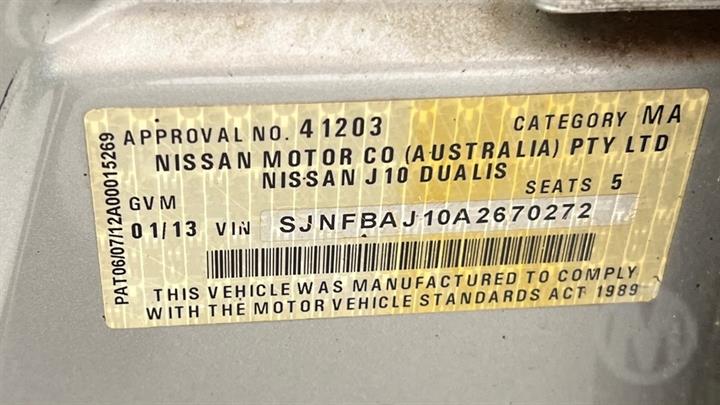 APPROVAL NO. 41203 CATEGORY MA
NISSAN MOTOR CO (AUSTRALIA) PTY LTD
NISSAN J10 DUALIS
GVM SEATS 5
01/13 VIN SJNFBAJ10A2670272
THIS VEHICLE WAS MANUFACTURED TO COMPLY
WITH THE MOTOR VEHICLE STANDARDS ACT 1989
PAT06/07/12A00015269
M